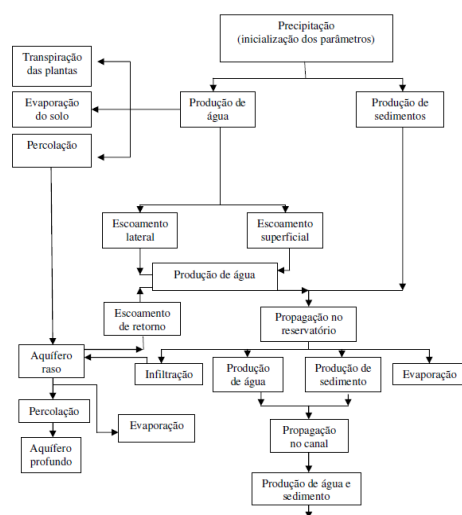 Precipitação
(inicialização dos parâmetros)
Transpiração
das plantas
Evaporação
do solo
Produção de
água
Produção de
sedimentos
Percolação
Escoamento
lateral
Escoamento
superficial
Produção de água
Escoamento
de retorno
Propagação no
reservatório
Aquífero
raso
Infiltração
Produção
de água
Produção de
sedimento
Evaporação
Percolação
Evaporação
Propagação
no canal
Aquífero
profundo
Produção de água e
sedimento